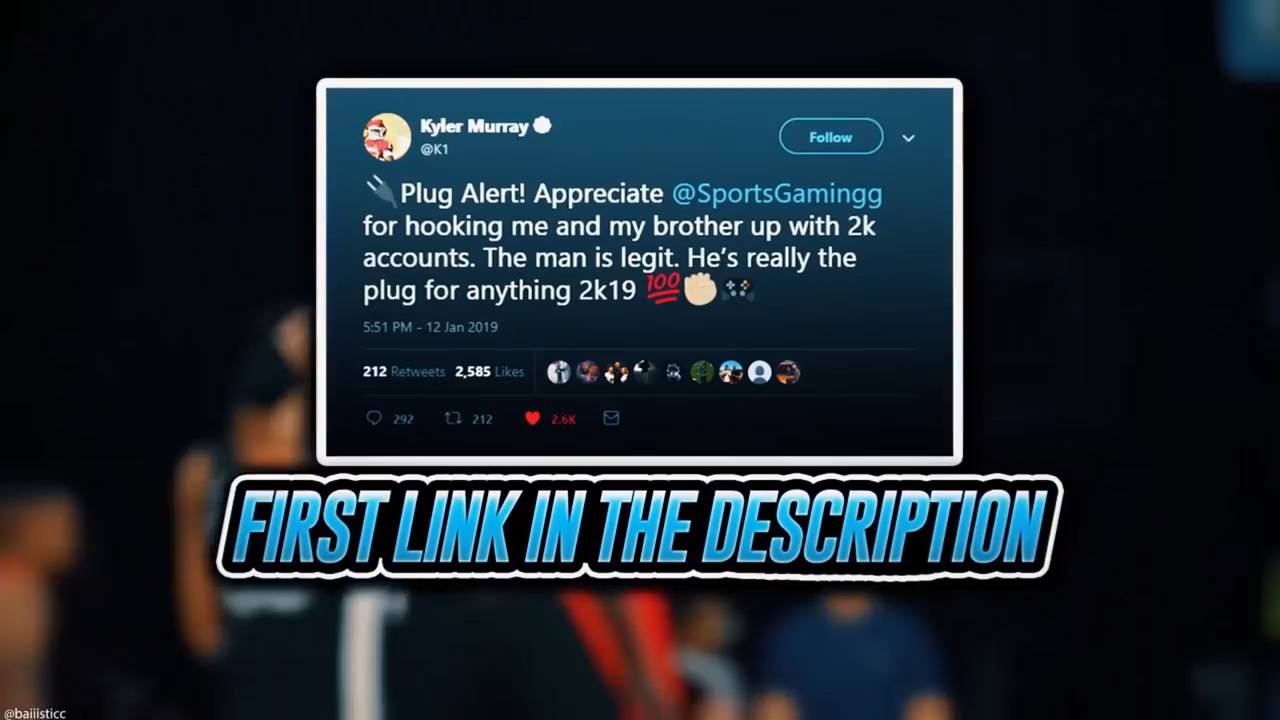 Kyler Murray
@K1
Follow
🔌Plug Alert! Appreciate @SportsGamingg
for hooking me and my brother up with 2k
accounts. The man is legit. He’s really the
plug for anything 2k19 💯✊🏻🎮
5:51 PM - 12 Jan 2019
212 Retweets 2,585 Likes
292 212 2.6K
FIRST LINK IN THE DESCRIPTION
@baiiisticc